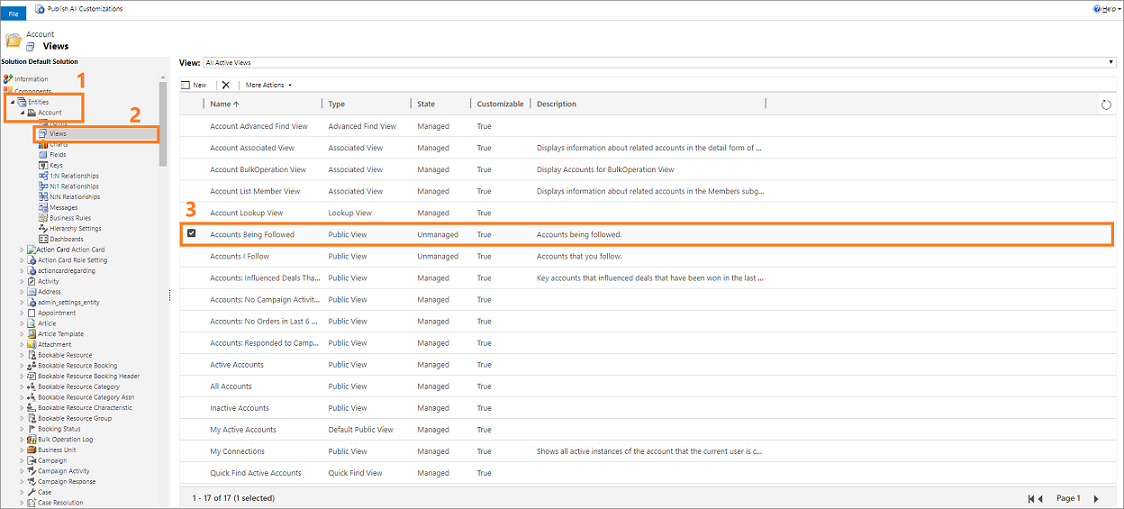 File
Publish All Customizations
Help
Account
Views
Solution Default Solution
Information
Components
1
Entities
Account
2
Views
Charts
Fields
Keys
1:N Relationships
N:1 Relationships
N:N Relationships
Messages
Business Rules
Hierarchy Settings
Dashboards
Action Card Action Card
Action Card Role Setting
actioncardregarding
Activity
Address
admin_settings_entity
Appointment
Article
Article Template
Attachment
Bookable Resource
Bookable Resource Booking
Bookable Resource Booking Header
Bookable Resource Category
Bookable Resource Category Assn
Bookable Resource Characteristic
Bookable Resource Group
Booking Status
Bulk Operation Log
Business Unit
Campaign
Campaign Activity
Campaign Response
Case
Case Resolution
View: All Active Views
New More Actions
Name Type State Customizable Description
Account Advanced Find View Advanced Find View Managed True
Account Associated View Associated View Managed True Displays information about related accounts in the detail form of ...
Account BulkOperation View Associated View Managed True Display Accounts for BulkOperation View
Account List Member View Associated View Managed True Displays information about related accounts in the Members subg...
Account Lookup View Lookup View Managed True
3
Accounts Being Followed Public View Unmanaged True Accounts being followed.
Accounts I Follow Public View Unmanaged True Accounts that you follow.
Accounts: Influenced Deals Tha... Public View Managed True Key accounts that influenced deals that have been won in the last ...
Accounts: No Campaign Activit... Public View Managed True
Accounts: No Orders in Last 6 ... Public View Managed True
Accounts: Responded to Camp... Public View Managed True
Active Accounts Public View Managed True
All Accounts Public View Managed True
Inactive Accounts Public View Managed True
My Active Accounts Default Public View Managed True
My Connections Public View Managed True Shows all active instances of the account that the current user is c...
Quick Find Active Accounts Quick Find View Managed True
1 - 17 of 17 (1 selected) Page 1